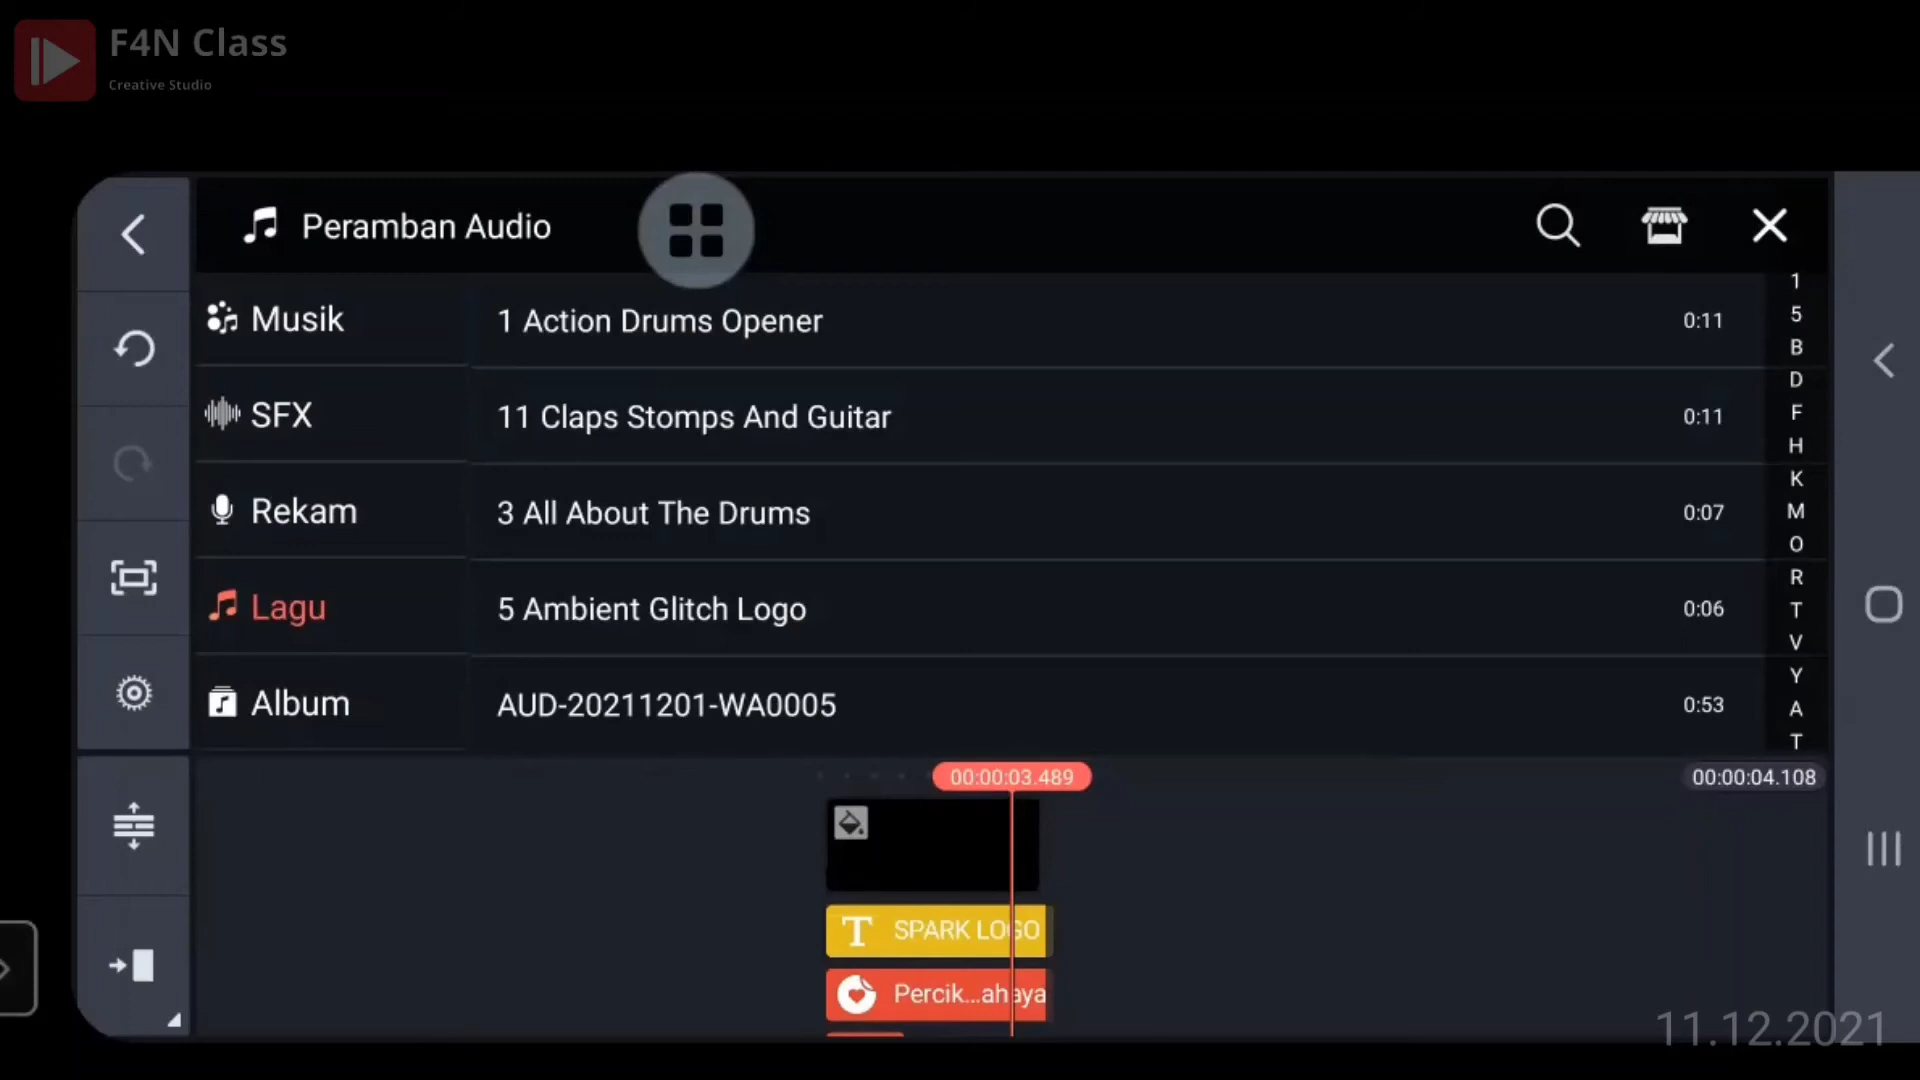 F4N Class
Creative Studio
Peramban Audio
Musik
1 Action Drums Opener
0:11
SFX
11 Claps Stomps And Guitar
0:11
Rekam
3 All About The Drums
0:07
Lagu
5 Ambient Glitch Logo
0:06
Album
AUD-20211201-WA0005
0:53
1
5
B
D
F
H
K
M
O
R
T
V
Y
A
T
00:00:03.489
00:00:04.108
T SPARK LOGO
Percik...ahaya
11.12.2021